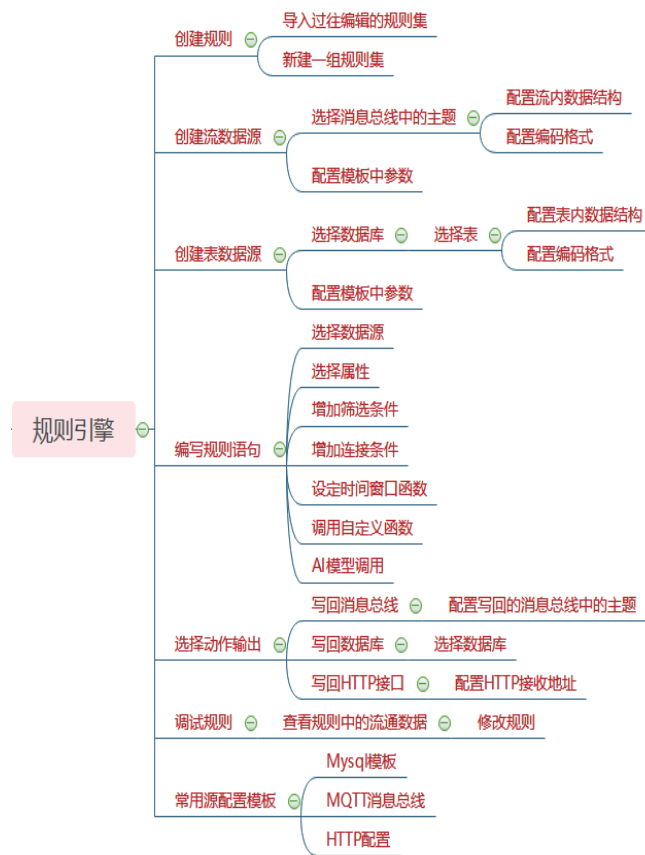 规则引擎
创建规则
导入过往编辑的规则集
新建一组规则集
创建流数据源
选择消息总线中的主题
配置流内数据结构
配置编码格式
配置模板中参数
创建表数据源
选择数据库
选择表
配置表内数据结构
配置编码格式
配置模板中参数
编写规则语句
选择数据源
选择属性
增加筛选条件
增加连接条件
设定时间窗口函数
调用自定义函数
AI模型调用
选择动作输出
写回消息总线
配置写回的消息总线中的主题
写回数据库
选择数据库
写回HTTP接口
配置HTTP接收地址
调试规则
查看规则中的流通数据
修改规则
常用源配置模板
Mysql模板
MQTT消息总线
HTTP配置